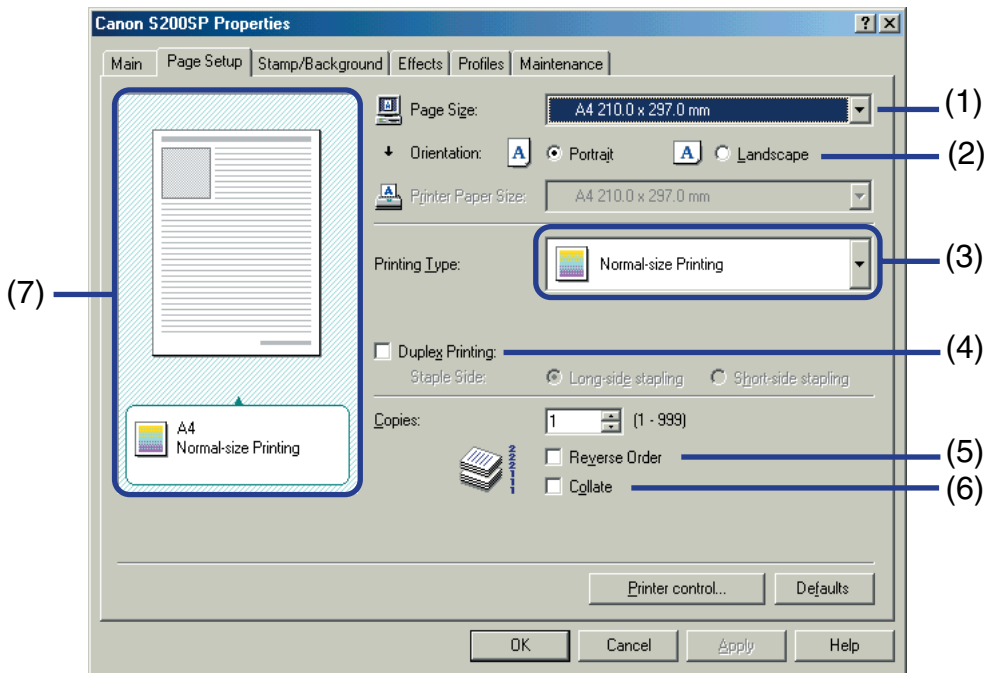 Canon S200SP Properties
? ×
Main Page Setup Stamp/Background Effects Profiles Maintenance
Page Size: A4 210.0 x 297.0 mm (1)
Orientation: A Portrait A Landscape (2)
Printer Paper Size: A4 210.0 x 297.0 mm
Printing Type: Normal-size Printing (3)
(7)
Duplex Printing: (4)
Staple Side: Long-side stapling Short-side stapling
A4
Normal-size Printing
Copies: 1 (1 - 999)
222111
Reverse Order (5)
Collate (6)
Printer control... Defaults
OK Cancel Apply Help